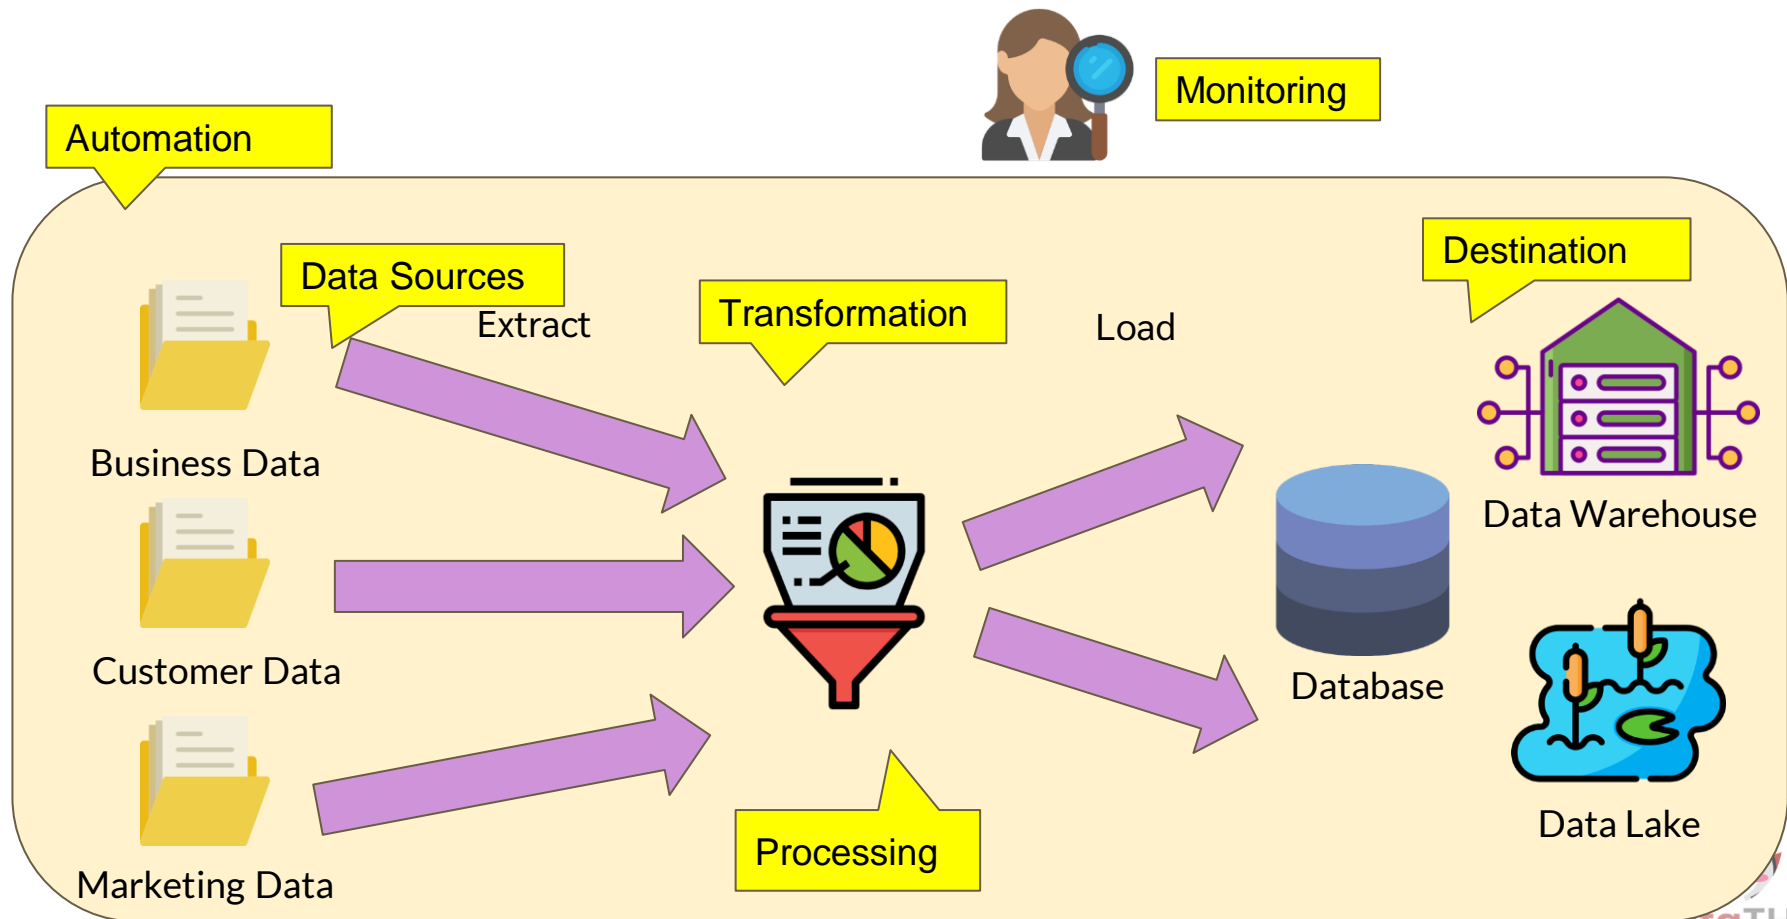 Monitoring
Automation
Data Sources
Extract
Transformation
Load
Destination
Business Data
Data Warehouse
Customer Data
Database
Processing
Data Lake
Marketing Data